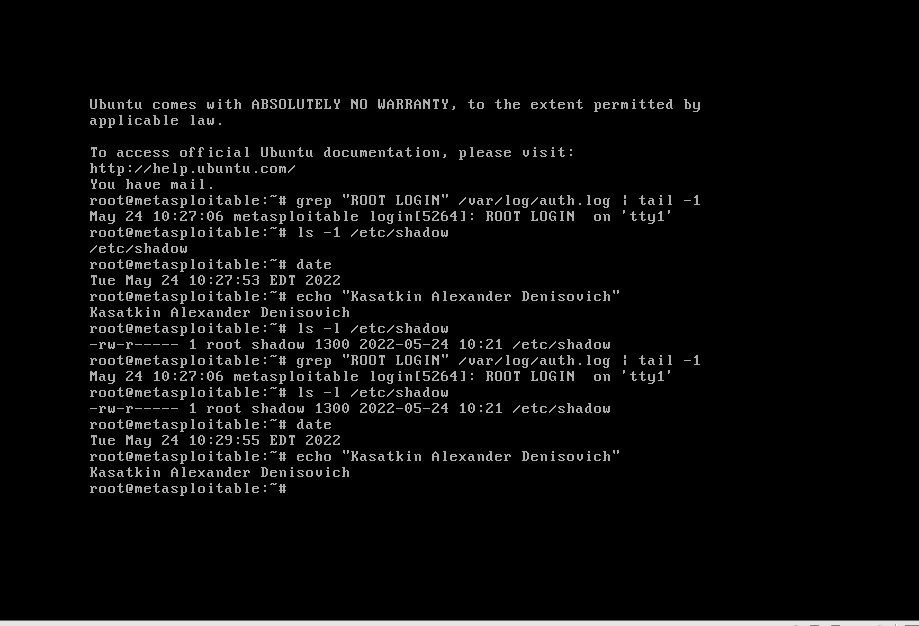 Ubuntu comes with ABSOLUTELY NO WARRANTY, to the extent permitted by
applicable law.
To access official Ubuntu documentation, please visit:
http://help.ubuntu.com/
You have mail.
root@metasploitable:~# grep "ROOT LOGIN" /var/log/auth.log | tail -1
May 24 10:27:06 metasploitable login[5264]: ROOT LOGIN  on 'tty1'
root@metasploitable:~# ls -1 /etc/shadow
/etc/shadow
root@metasploitable:~# date
Tue May 24 10:27:53 EDT 2022
root@metasploitable:~# echo "Kasatkin Alexander Denisovich"
Kasatkin Alexander Denisovich
root@metasploitable:~# ls -l /etc/shadow
-rw-r----- 1 root shadow 1300 2022-05-24 10:21 /etc/shadow
root@metasploitable:~# grep "ROOT LOGIN" /var/log/auth.log | tail -1
May 24 10:27:06 metasploitable login[5264]: ROOT LOGIN  on 'tty1'
root@metasploitable:~# ls -l /etc/shadow
-rw-r----- 1 root shadow 1300 2022-05-24 10:21 /etc/shadow
root@metasploitable:~# date
Tue May 24 10:29:55 EDT 2022
root@metasploitable:~# echo "Kasatkin Alexander Denisovich"
Kasatkin Alexander Denisovich
root@metasploitable:~#